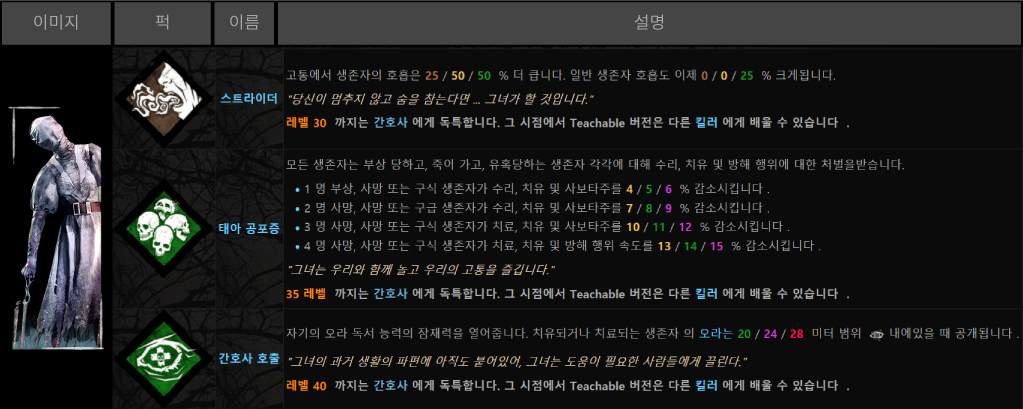 이미지 퍽 이름 설명
고통에서 생존자의 호흡은 25 / 50 / 50 % 더 큽니다. 일반 생존자 호흡도 이제 0 / 0 / 25 % 크게됩니다.
스트라이더
"당신이 멈추지 않고 숨을 참는다면 ... 그녀가 할 것입니다."
레벨 30 까지는 간호사 에게 독특합니다. 그 시점에서 Teachable 버전은 다른 킬러 에게 배울 수 있습니다 .
모든 생존자는 부상 당하고, 죽어 가고, 유혹당하는 생존자 각각에 대해 수리, 치유 및 방해 행위에 대한 처벌을받습니다.
• 1 명 부상, 사망 또는 구식 생존자가 수리, 치유 및 사보타주를 4 / 5 / 6 % 감소시킵니다 .
• 2 명 사망, 사망 또는 구급 생존자가 수리, 치유 및 사보타주를 7 / 8 / 9 % 감소시킵니다 .
태아 공포증
• 3 명 사망, 사망 또는 구식 생존자가 치료, 치유 및 사보타주를 10 / 11 / 12 % 감소시킵니다 .
• 4 명 사망, 사망 또는 구식 생존자가 치료, 치유 및 방해 행위 속도를 13 / 14 / 15 % 감소시킵니다 .
"그녀는 우리와 함께 놀고 우리의 고통을 즐깁니다."
35 레벨 까지는 간호사 에게 독특합니다. 그 시점에서 Teachable 버전은 다른 킬러 에게 배울 수 있습니다 .
자기의 오라 독서 능력의 잠재력을 열어줍니다. 치유되거나 치료되는 생존자 의 오라는 20 / 24 / 28 미터 범위 내에있을 때 공개됩니다 .
간호사 호출
"그녀의 과거 생활의 파편에 아직도 붙어있어, 그녀는 도움이 필요한 사람들에게 끌린다."
레벨 40 까지는 간호사 에게 독특합니다. 그 시점에서 Teachable 버전은 다른 킬러 에게 배울 수 있습니다 .